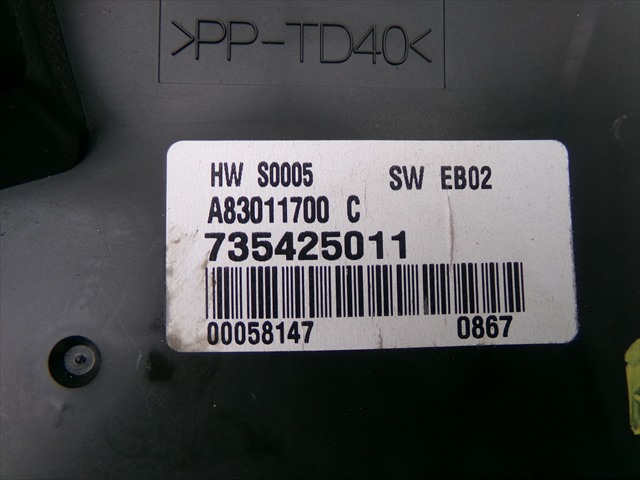 >PP-TD40<
HW S0005 SW EB02
A83011700 C
735425011
00058147 0867